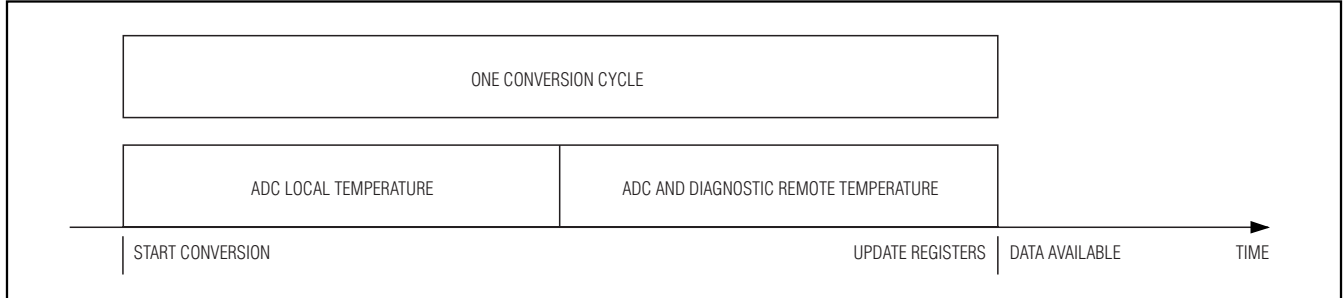 ONE CONVERSION CYCLE
ADC LOCAL TEMPERATURE
ADC AND DIAGNOSTIC REMOTE TEMPERATURE
START CONVERSION
UPDATE REGISTERS
DATA AVAILABLE
TIME